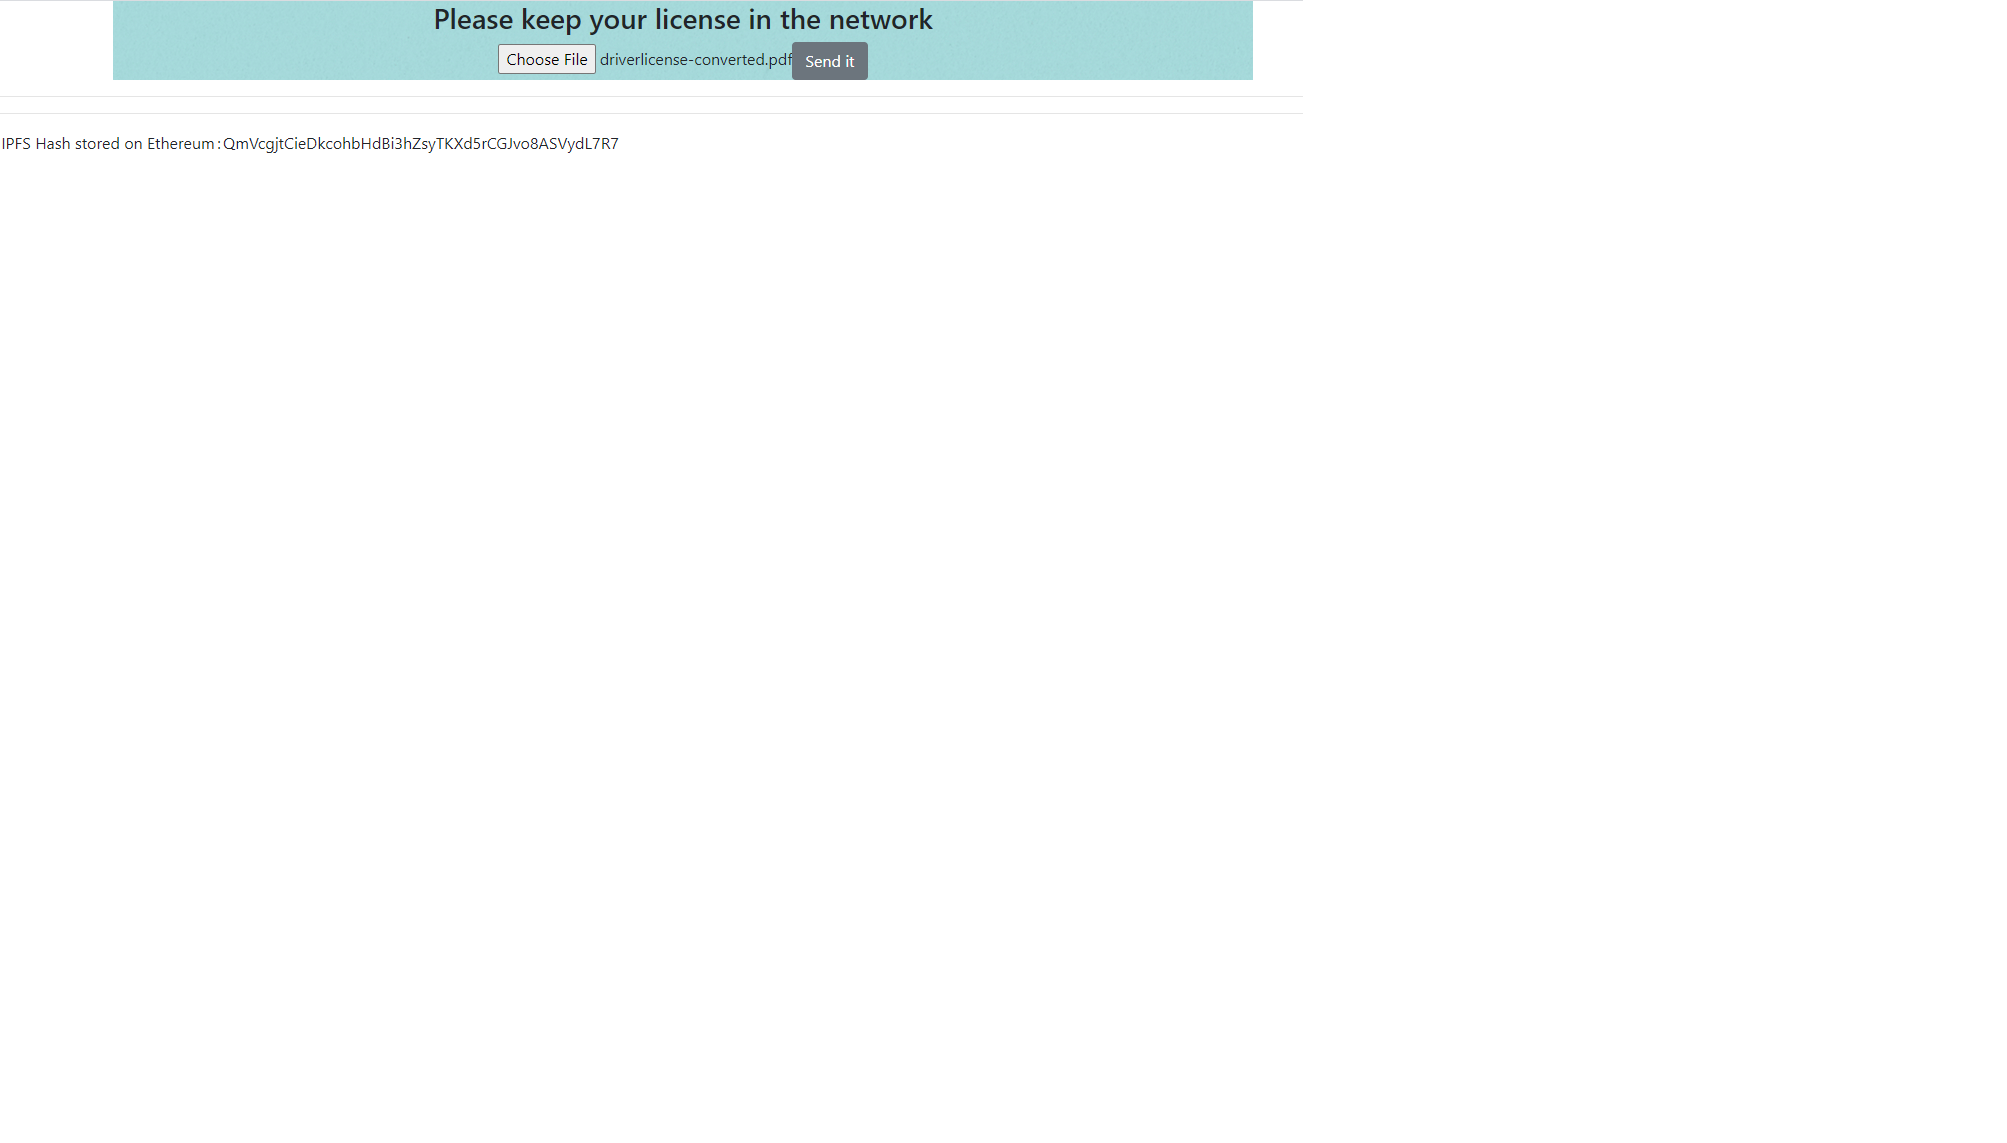 Please keep your license in the network
Choose File driverlicense-converted.pdf Send it
IPFS Hash stored on Ethereum : QmVcgjtCieDkcohbHdBi3hZsyTKXd5rCGJvo8ASVydL7R7